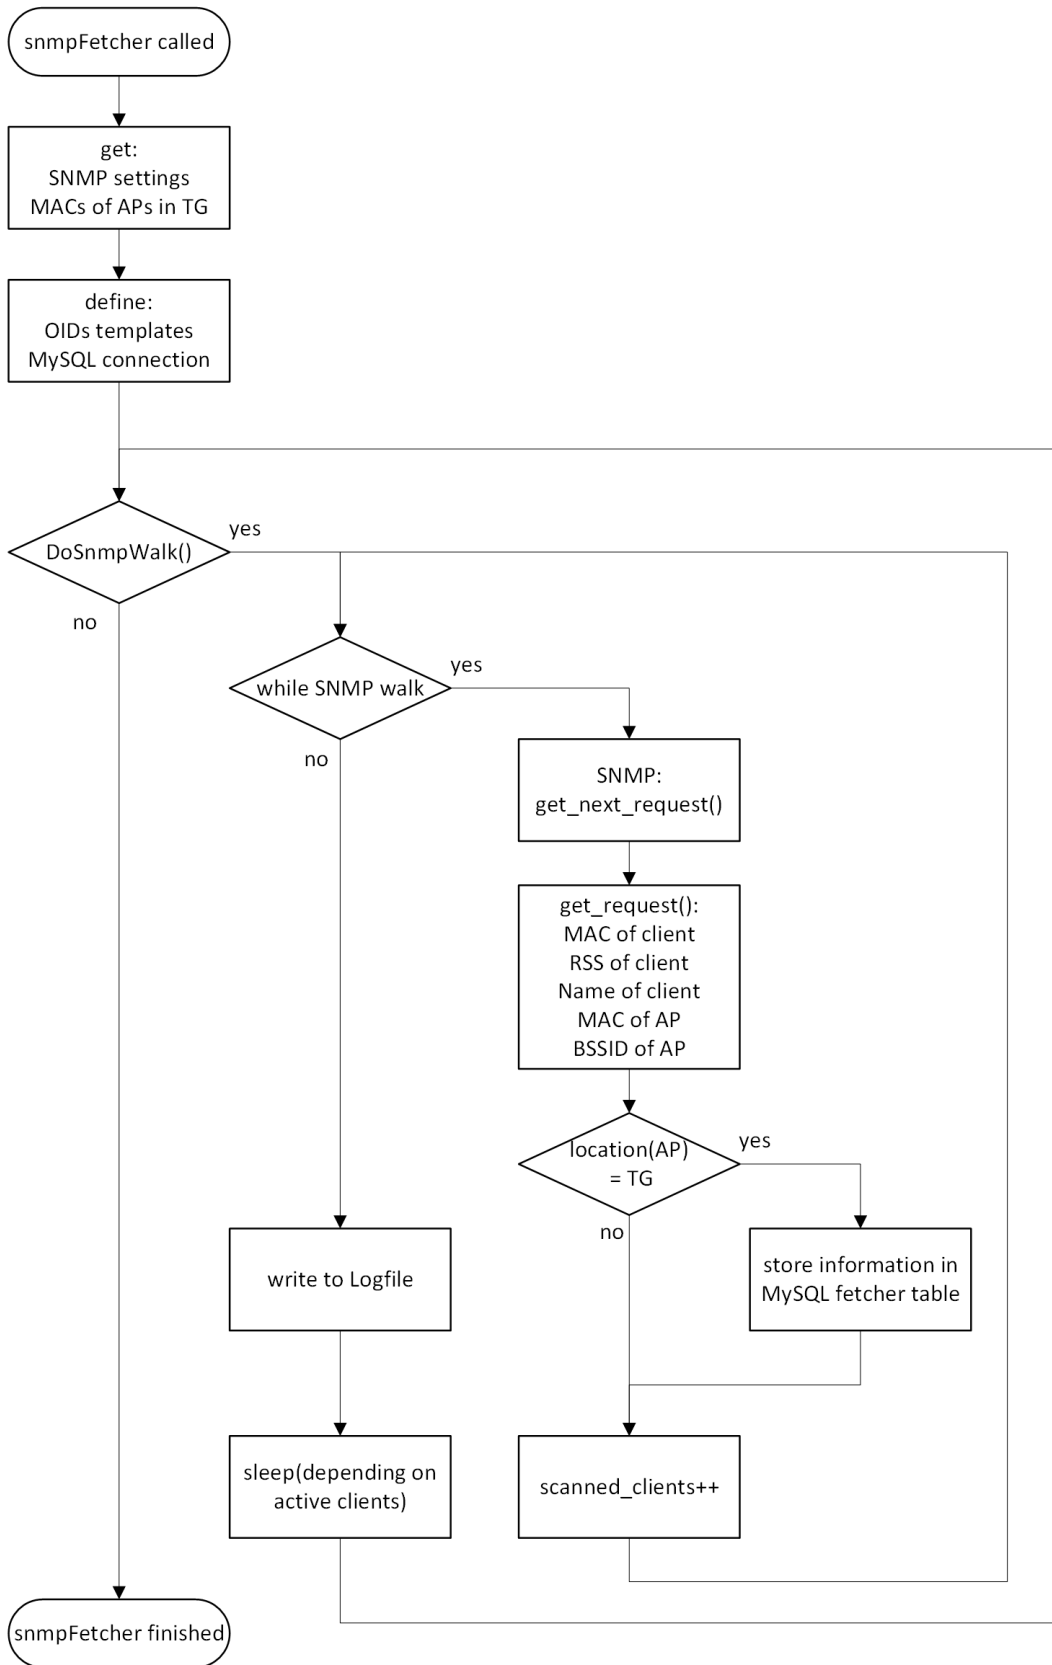 snmpFetcher called
get:
SNMP settings
MACs of APs in TG
define:
OIDs templates
MySQL connection
DoSnmpWalk()
yes
no
while SNMP walk
yes
no
SNMP:
get_next_request()
get_request():
MAC of client
RSS of client
Name of client
MAC of AP
BSSID of AP
location(AP)
= TG
yes
no
write to Logfile
store information in
MySQL fetcher table
sleep(depending on
active clients)
scanned_clients++
snmpFetcher finished